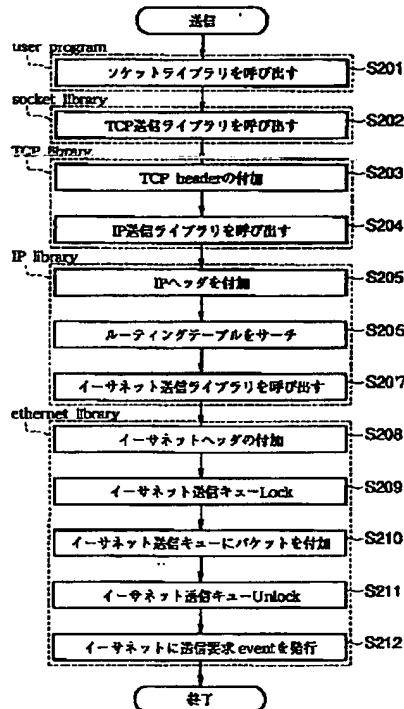 送信
user program
ソケットライブラリを呼び出す
S201
socket library
TCP送信ライブラリを呼び出す
S202
TCP library
TCP headerの付加
S203
IP送信ライブラリを呼び出す
S204
IP library
IPヘッダを付加
S205
ルーティングテーブルをサーチ
S206
イーサネット送信ライブラリを呼び出す
S207
ethernet library
イーサネットヘッダの付加
S208
イーサネット送信キューLock
S209
イーサネット送信キューにパケットを付加
S210
イーサネット送信キューUnlock
S211
イーサネットに送信要求eventを発行
S212
終了